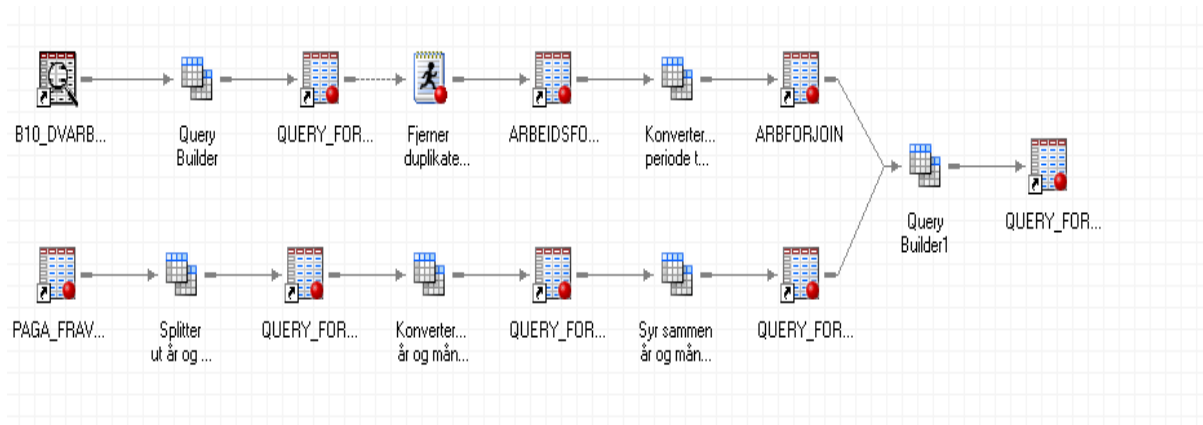 B10_DVARB...
Query
Builder
QUERY_FOR...
Fjerner
duplikate...
ARBEIDSFO...
Konverter...
periode t...
ARBFORJOIN
Query
Builder1
QUERY_FOR...
PAGA_FRAV...
Splitter
ut år og ...
QUERY_FOR...
Konverter...
år og mån...
QUERY_FOR...
Syr sammen
år og mån...
QUERY_FOR...